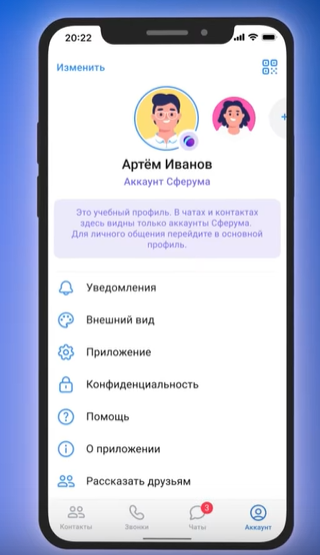 20:22
Изменить
Артём Иванов
Аккаунт Сферума
Это учебный профиль. В чатах и контактах
здесь видны только аккаунты Сферума.
Для личного общения перейдите в основной
профиль.
Уведомления
Внешний вид
Приложение
Конфиденциальность
Помощь
О приложении
Рассказать друзьям
3
Контакты Звонки Чаты Аккаунт